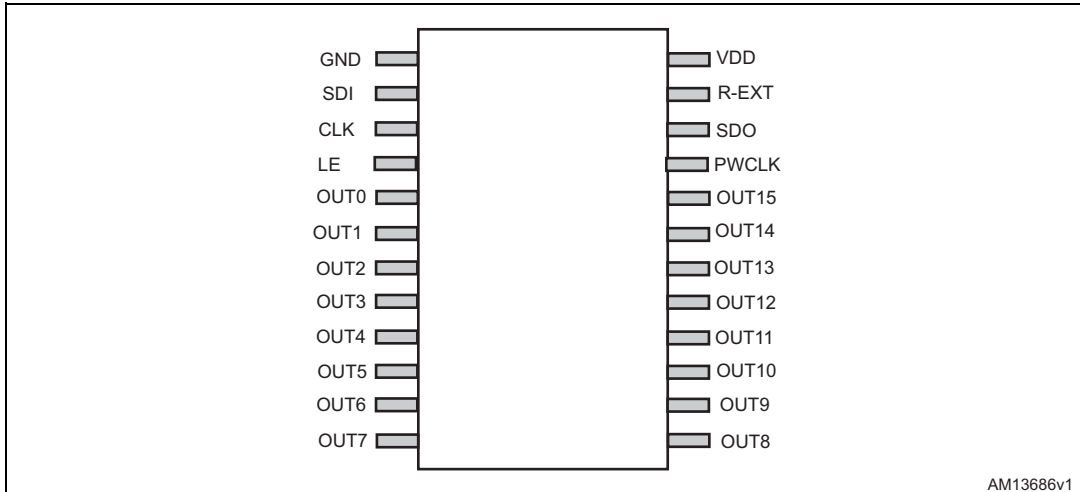 GND VDD
SDI R-EXT
CLK SDO
LE PWCLK
OUT0 OUT15
OUT1 OUT14
OUT2 OUT13
OUT3 OUT12
OUT4 OUT11
OUT5 OUT10
OUT6 OUT9
OUT7 OUT8
AM13686v1